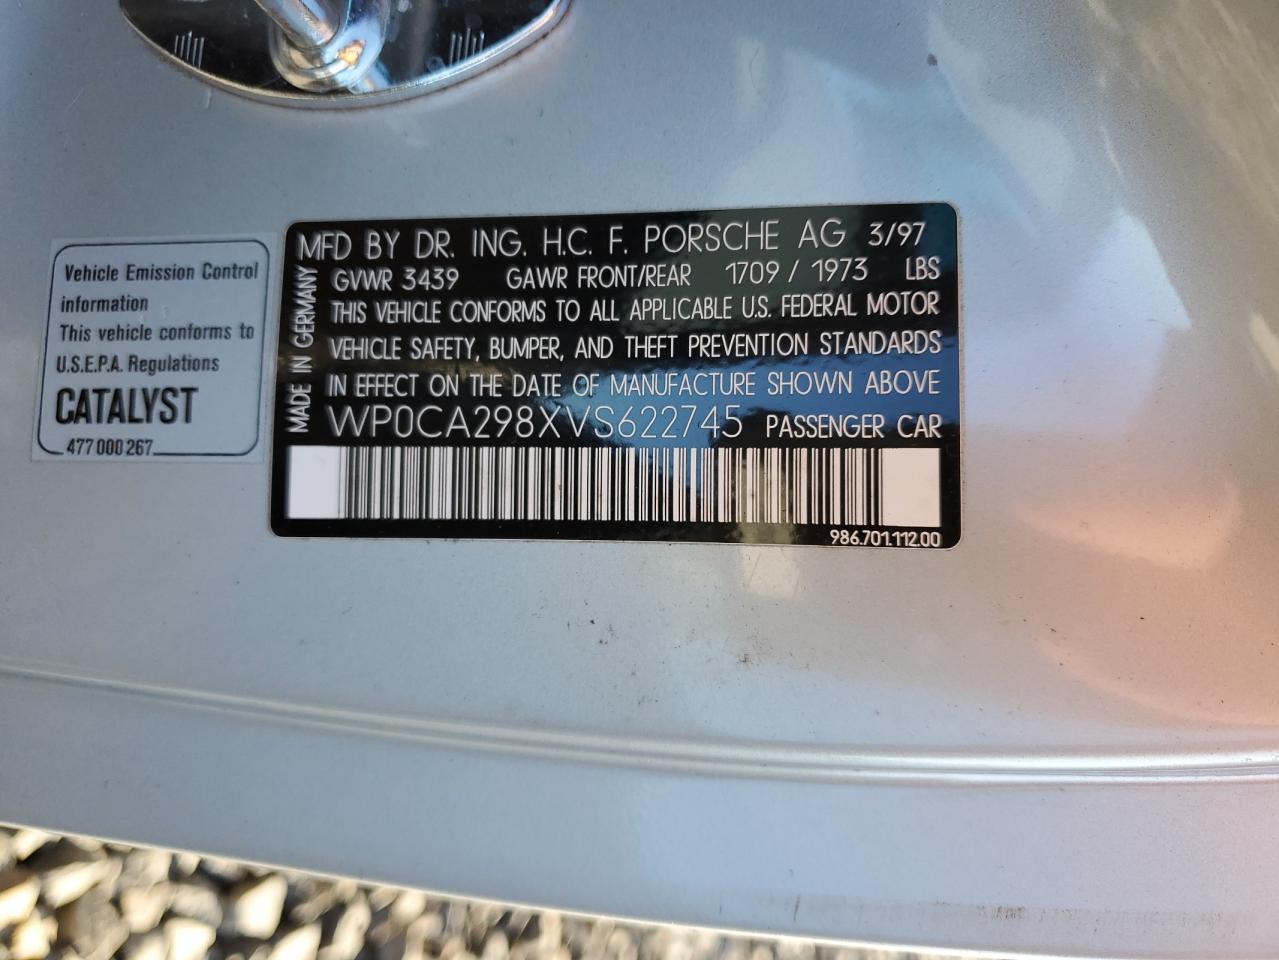 MFD BY DR. ING. H.C. F. PORSCHE AG 3/97
GVWR 3439 GAWR FRONT/REAR 1709 / 1973 LBS
THIS VEHICLE CONFORMS TO ALL APPLICABLE U.S. FEDERAL MOTOR
VEHICLE SAFETY, BUMPER, AND THEFT PREVENTION STANDARDS
IN EFFECT ON THE DATE OF MANUFACTURE SHOWN ABOVE
WP0CA298XVS622745 PASSENGER CAR
MADE IN GERMANY
986.701.112.00
Vehicle Emission Control
information
This vehicle conforms to
U.S.E.P.A. Regulations
CATALYST
477 000 267